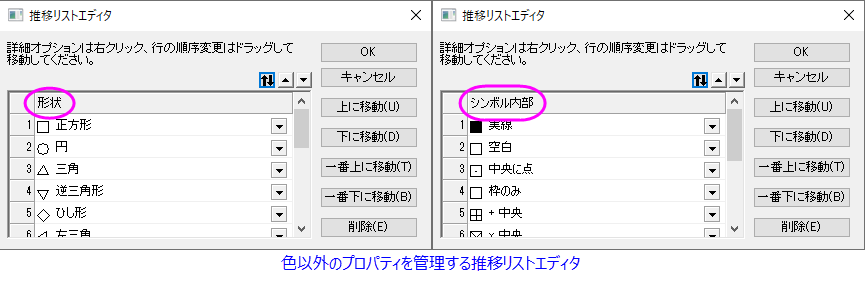 推移リストエディタ
詳細オプションは右クリック、行の順序変更はドラッグして
移動してください。
OK
キャンセル
形状
上に移動(U)
1 正方形
下に移動(D)
2 円
3 三角
一番上に移動(T)
4 逆三角形
一番下に移動(B)
5 ひし形
削除(E)
6 左三角
推移リストエディタ
詳細オプションは右クリック、行の順序変更はドラッグして
移動してください。
OK
キャンセル
シンボル内部
上に移動(U)
1 実線
下に移動(D)
2 空白
3 中央に点
一番上に移動(T)
4 枠のみ
一番下に移動(B)
5 + 中央
削除(E)
6 x 中央
色以外のプロパティを管理する推移リストエディタ